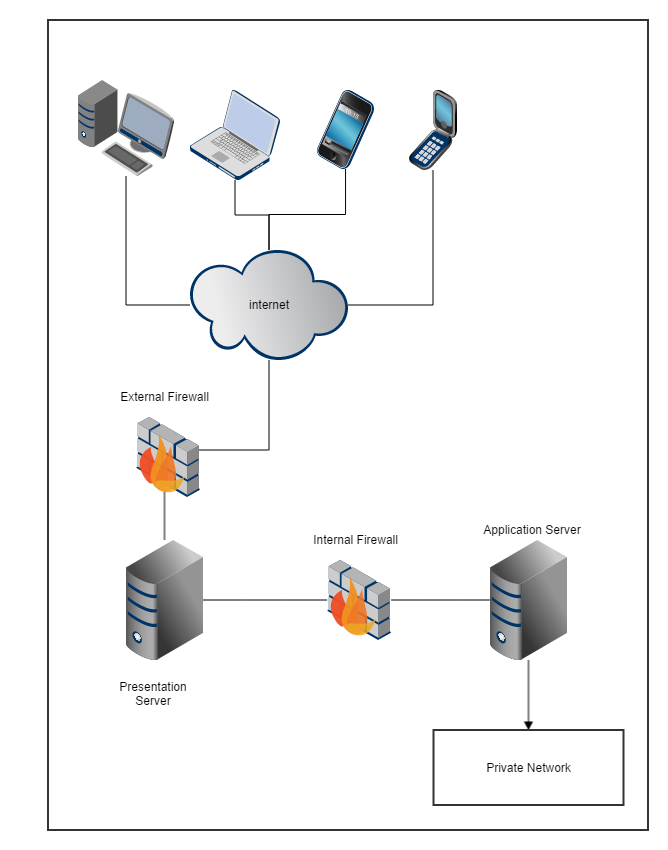 internet
External Firewall
Application Server
Internal Firewall
Presentation
Server
Private Network